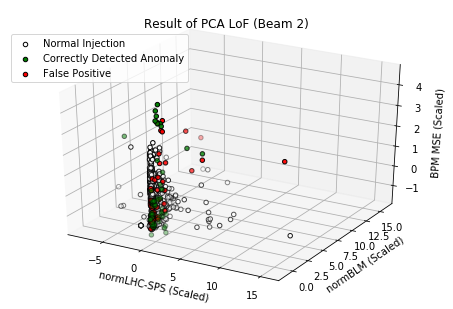 Result of PCA LoF (Beam 2)
Normal Injection
Correctly Detected Anomaly
False Positive
4
3
2
1
0
−1
BPM MSE (Scaled)
−5
0
5
10
15
normLHC-SPS (Scaled)
0.0
2.5
5.0
7.5
10.0
12.5
15.0
normBLM (Scaled)